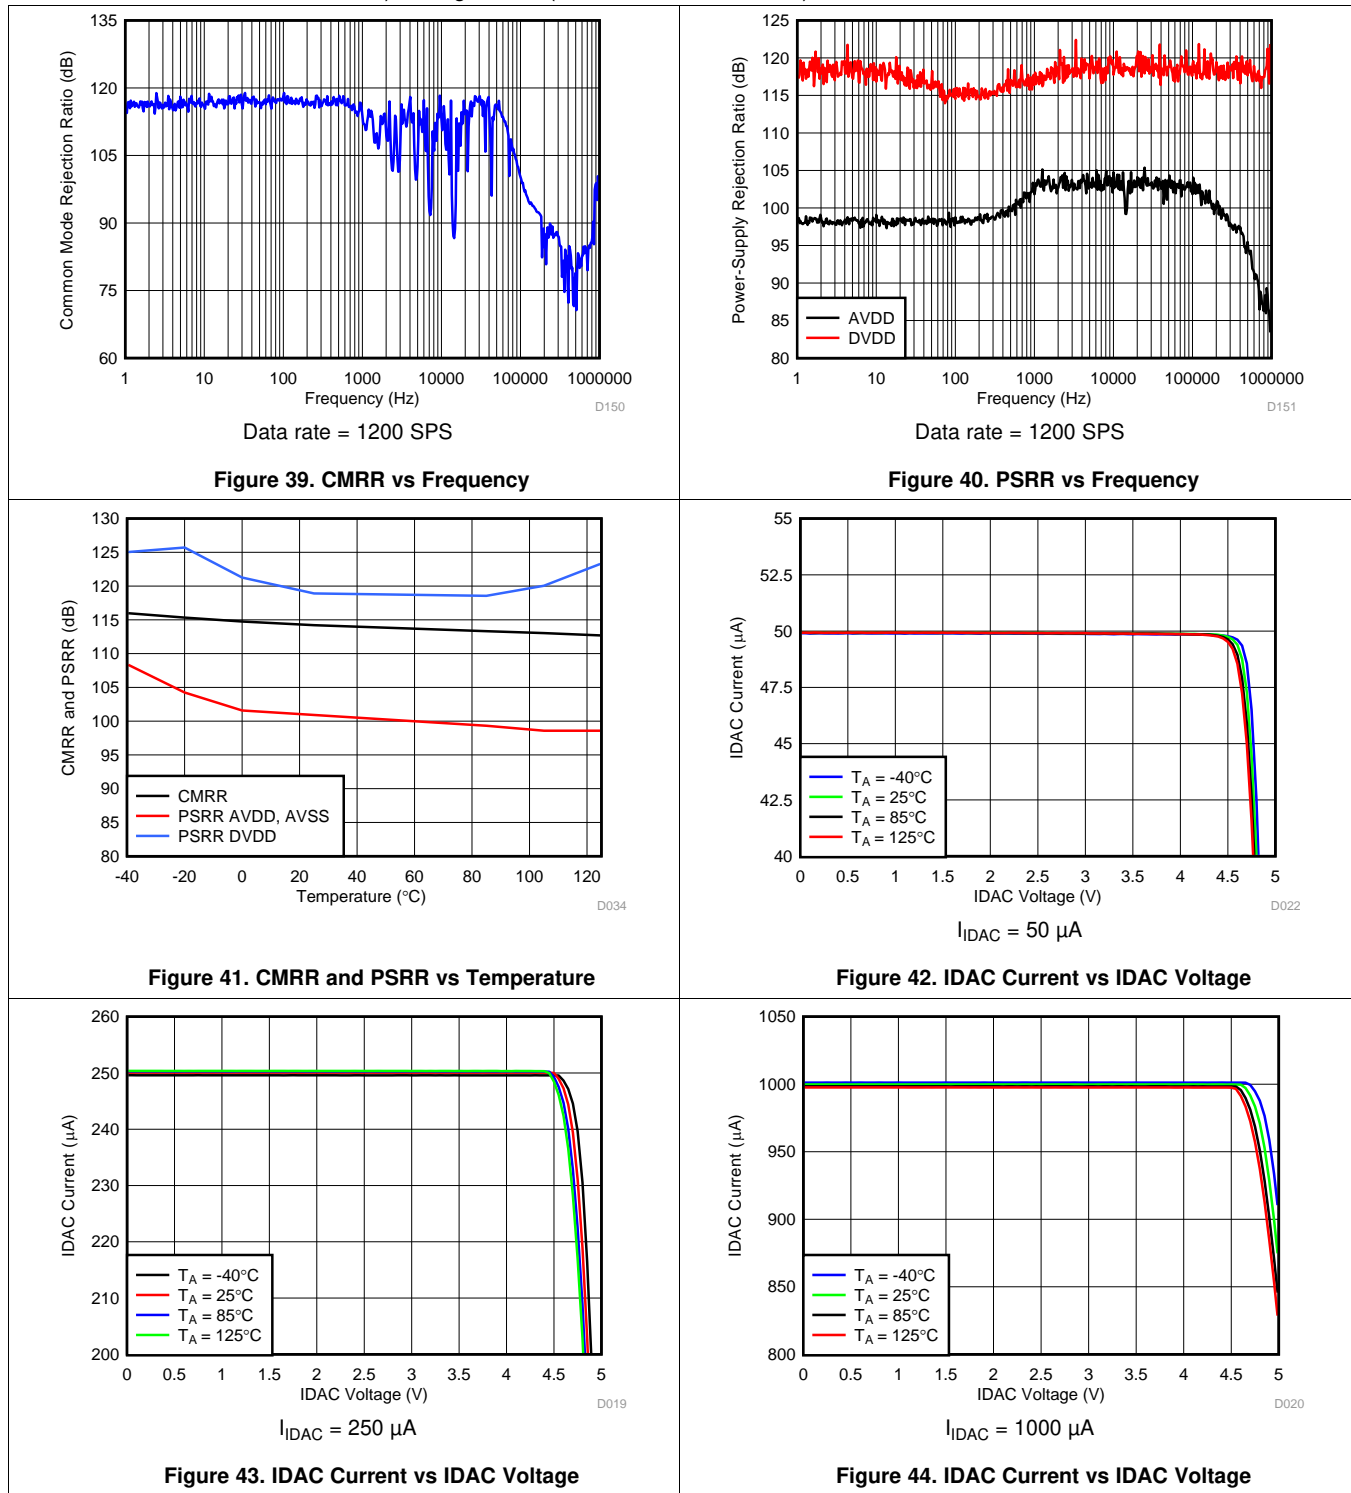 135
120
105
90
75
60
Common Mode Rejection Ratio (dB)
1 10 100 1000 10000 100000 1000000
Frequency (Hz)
D150
Data rate = 1200 SPS
Figure 39. CMRR vs Frequency
125
120
115
110
105
100
95
90
85
80
Power-Supply Rejection Ratio (dB)
AVDD
DVDD
1 10 100 1000 10000 100000 1000000
Frequency (Hz)
D151
Data rate = 1200 SPS
Figure 40. PSRR vs Frequency
130
125
120
115
110
105
100
95
90
85
80
CMRR and PSRR (dB)
CMRR
PSRR AVDD, AVSS
PSRR DVDD
-40 -20 0 20 40 60 80 100 120
Temperature (°C)
D034
Figure 41. CMRR and PSRR vs Temperature
55
52.5
50
47.5
45
42.5
40
IDAC Current (μA)
TA = -40°C
TA = 25°C
TA = 85°C
TA = 125°C
0 0.5 1 1.5 2 2.5 3 3.5 4 4.5 5
IDAC Voltage (V)
D022
IIDAC = 50 µA
Figure 42. IDAC Current vs IDAC Voltage
260
250
240
230
220
210
200
IDAC Current (μA)
TA = -40°C
TA = 25°C
TA = 85°C
TA = 125°C
0 0.5 1 1.5 2 2.5 3 3.5 4 4.5 5
IDAC Voltage (V)
D019
IIDAC = 250 µA
Figure 43. IDAC Current vs IDAC Voltage
1050
1000
950
900
850
800
IDAC Current (μA)
TA = -40°C
TA = 25°C
TA = 85°C
TA = 125°C
0 0.5 1 1.5 2 2.5 3 3.5 4 4.5 5
IDAC Voltage (V)
D020
IIDAC = 1000 µA
Figure 44. IDAC Current vs IDAC Voltage